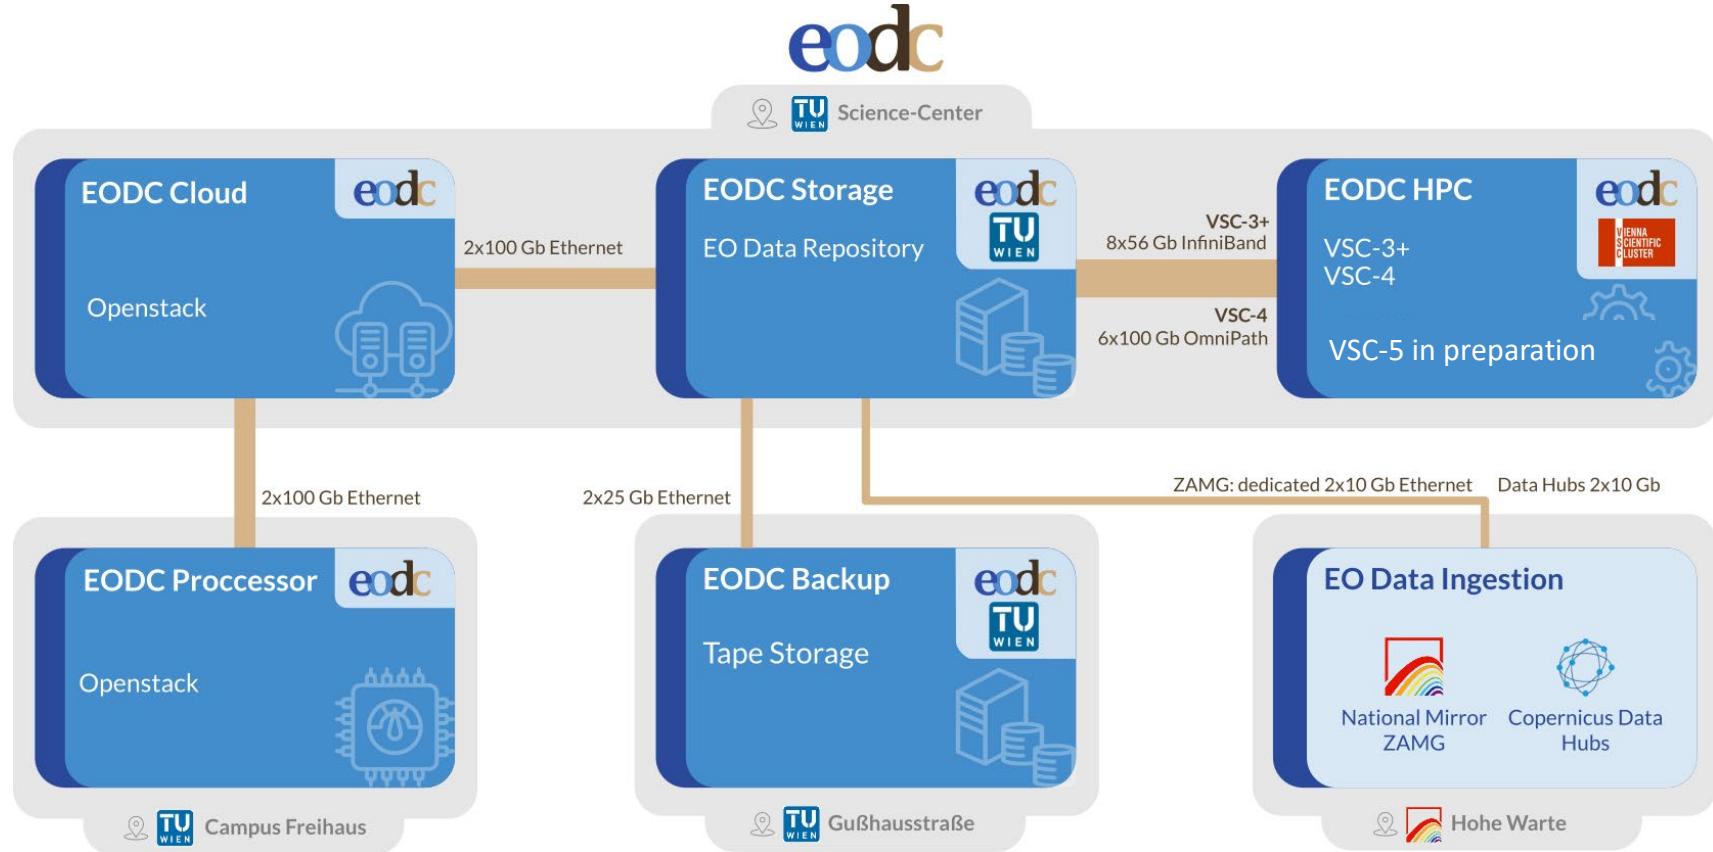 eodc
TU WIEN Science-Center
EODC Cloud
eodc
Openstack
2x100 Gb Ethernet
EODC Storage
eodc
TU
WIEN
EO Data Repository
VSC-3+
8x56 Gb InfiniBand
VSC-4
6x100 Gb OmniPath
EODC HPC
eodc
VIENNA
SCIENTIFIC
CLUSTER
VSC-3+
VSC-4
VSC-5 in preparation
2x100 Gb Ethernet
2x25 Gb Ethernet
ZAMG: dedicated 2x10 Gb Ethernet
Data Hubs 2x10 Gb
EODC Proccessor
eodc
Openstack
TU WIEN Campus Freihaus
EODC Backup
eodc
TU
WIEN
Tape Storage
TU WIEN Gußhausstraße
EO Data Ingestion
National Mirror
ZAMG
Copernicus Data
Hubs
Hohe Warte